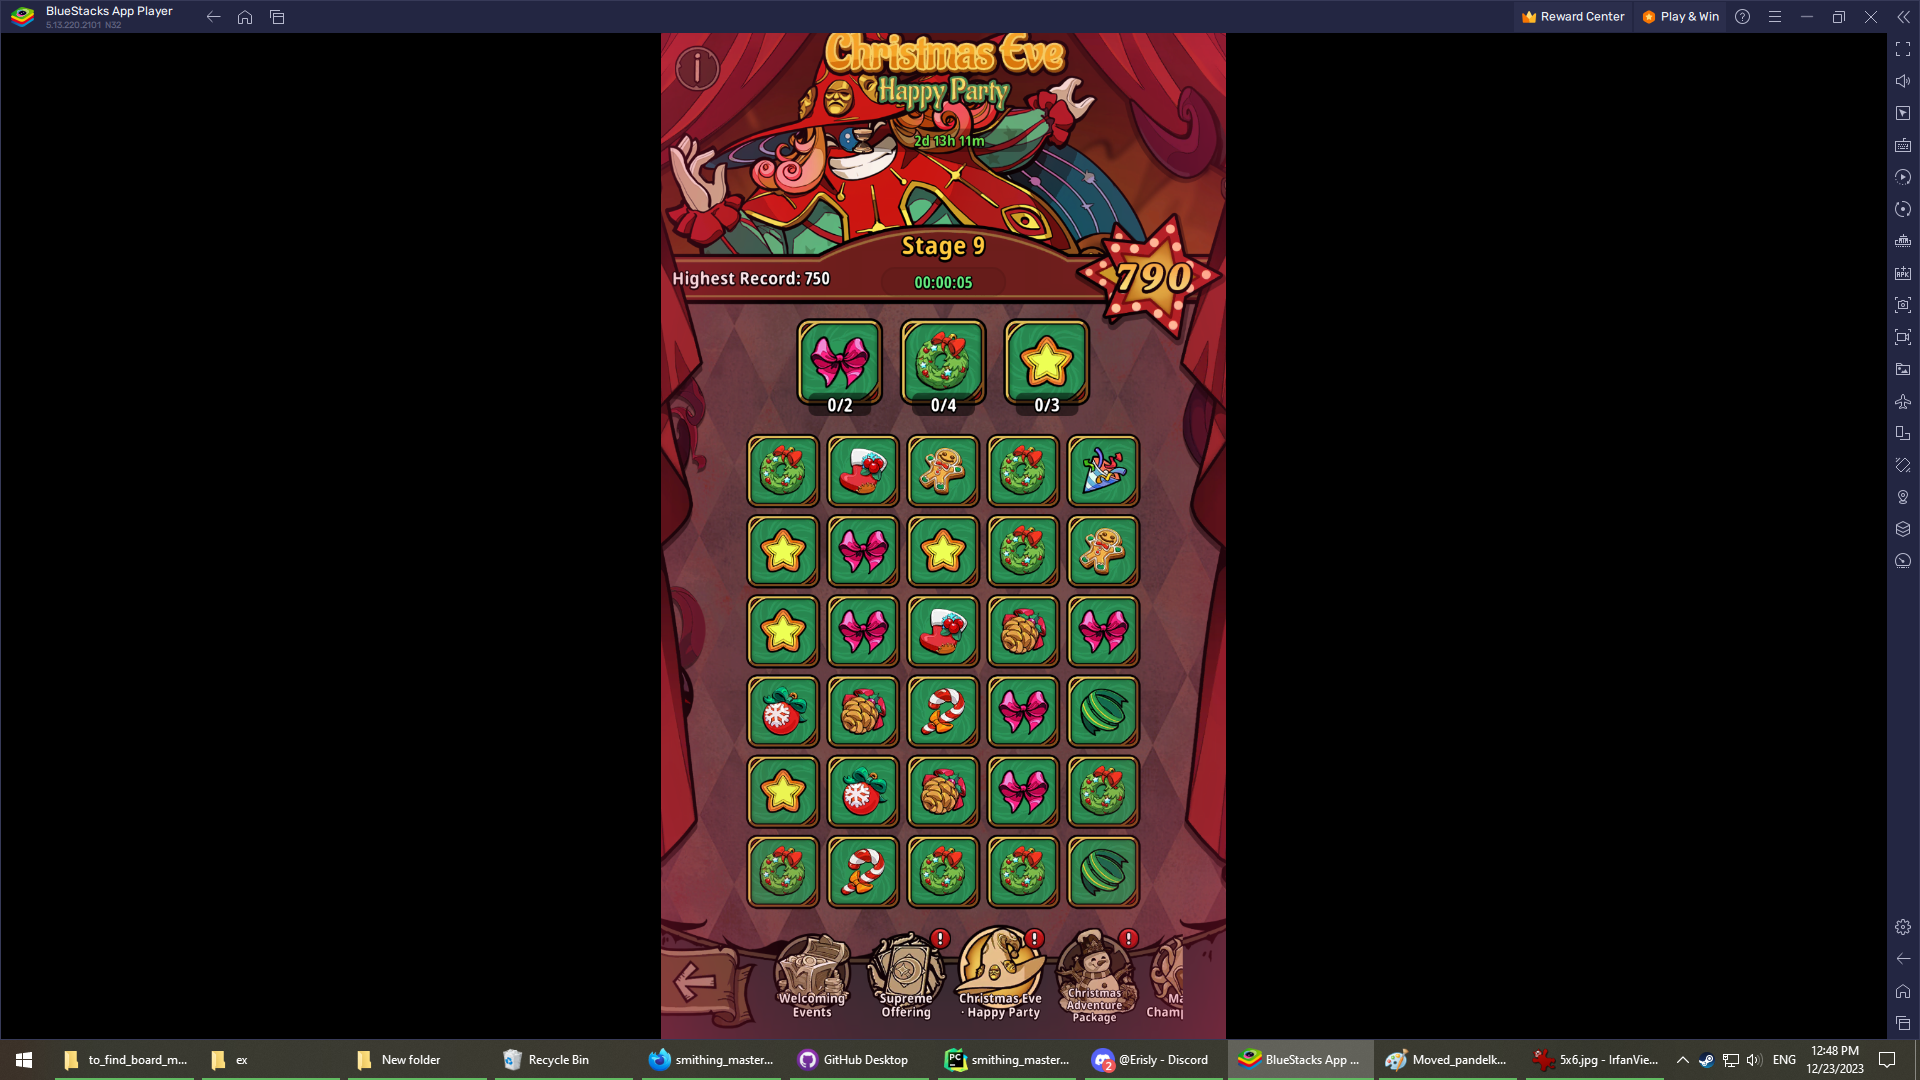 BlueStacks App Player
5.13.220.2101 N32
Reward Center
Play & Win
Christmas Eve
Happy Party
2d 13h 11m
Stage 9
Highest Record: 750
00:00:05
790
0/2
0/4
0/3
Welcoming
Events
Supreme
Offering
Christmas Eve
· Happy Party
Christmas
Adventure
Package
Ma
Cham
to_find_board_m...
ex
New folder
Recycle Bin
smithing_master...
GitHub Desktop
smithing_master...
@Erisly - Discord
BlueStacks App ...
Moved_pandelk...
5x6.jpg - IrfanVie...
ENG
12:48 PM
12/23/2023